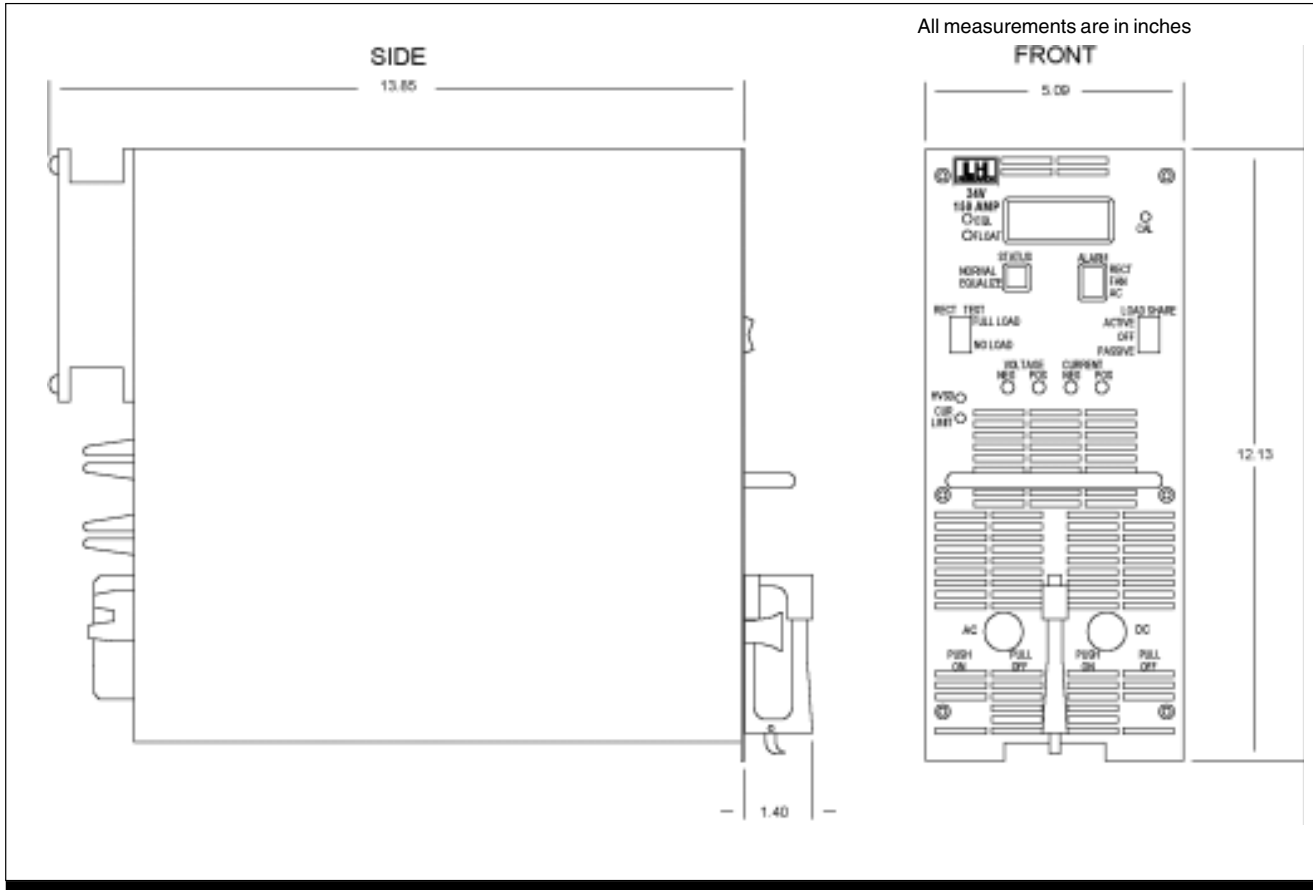 All measurements are in inches
SIDE
13.85
1.40
FRONT
5.09
12.13
LH
24V
150 AMP
EQL
FLOAT
CAL
STATUS
NORMAL
EQUALIZE
ALARM
RECT
FAN
AC
RECT TEST
FULL LOAD
NO LOAD
LOAD SHARE
ACTIVE
OFF
PASSIVE
VOLTAGE CURRENT
NEG POS NEG POS
HVSD
CUR
LIMIT
AC
DC
PUSH PULL PUSH PULL
ON OFF ON OFF